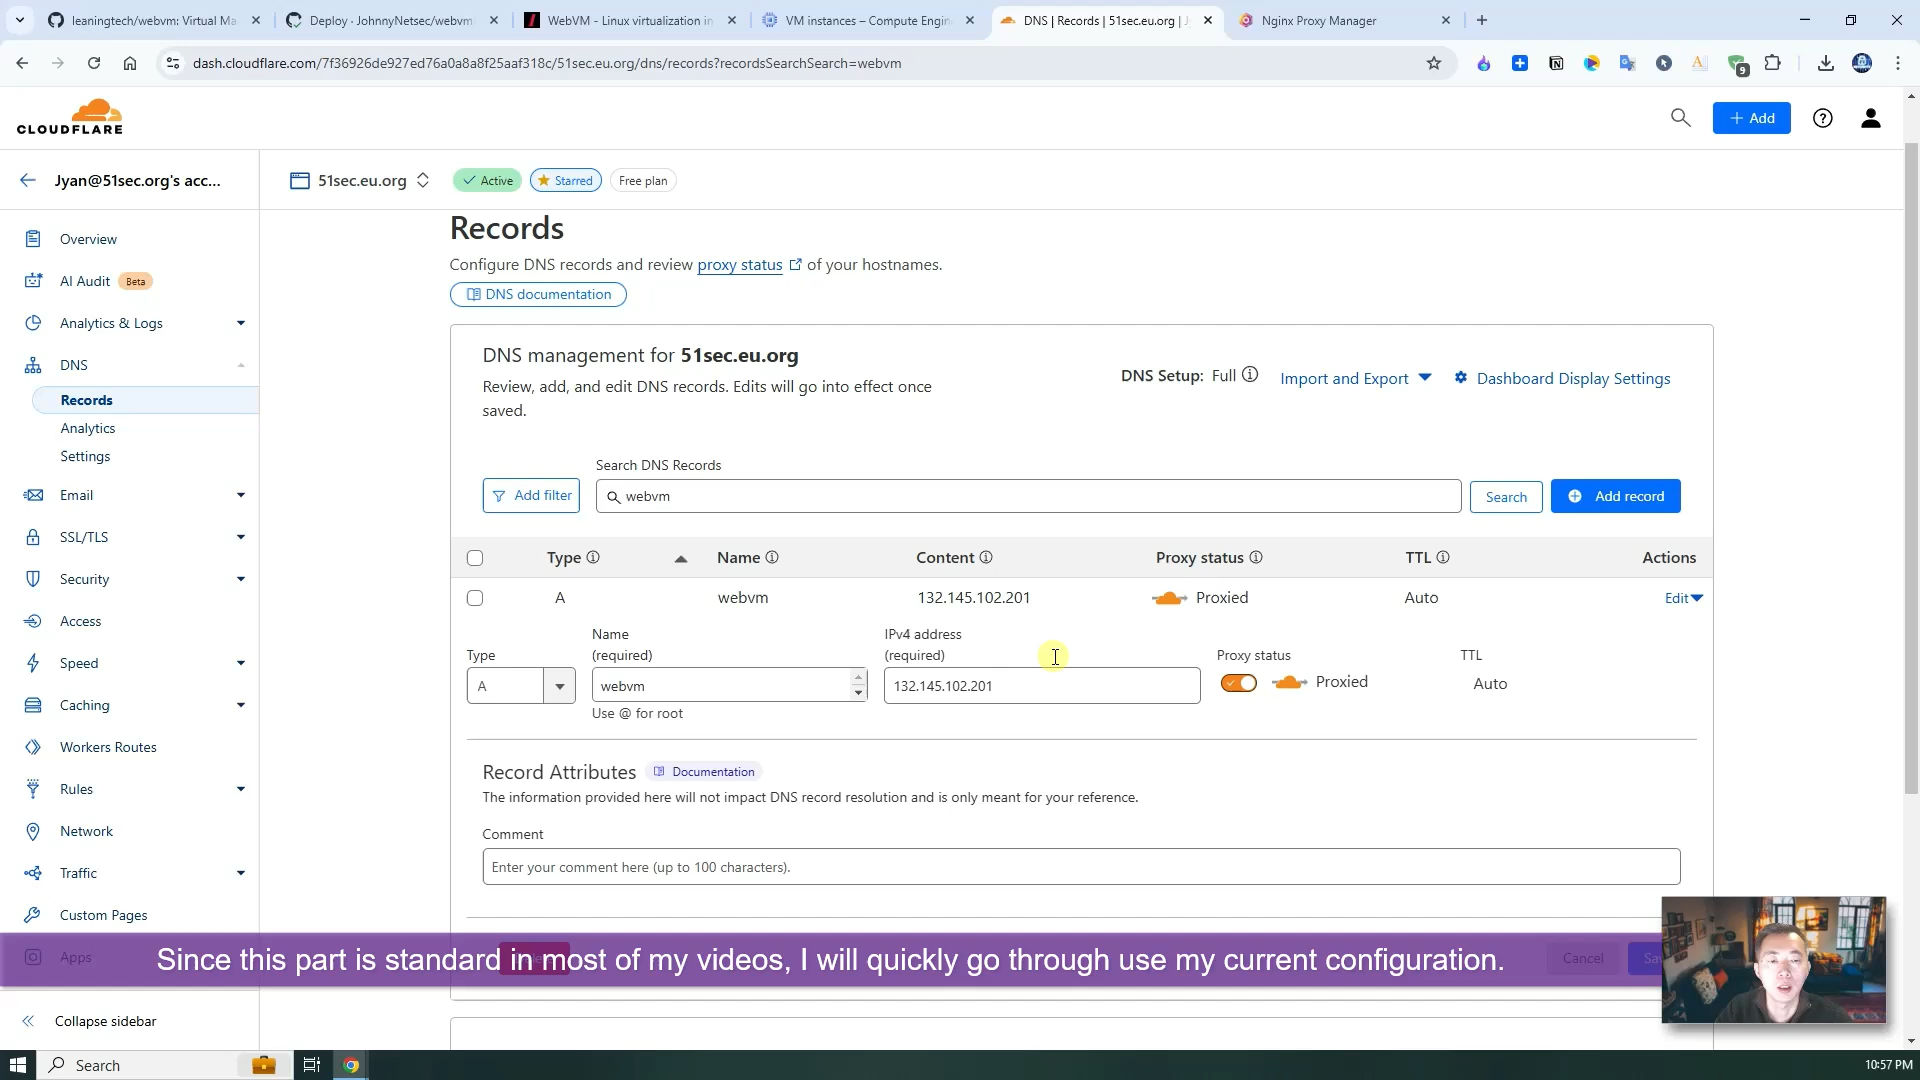 leaningtech/webvm: Virtual Ma
Deploy · JohnnyNetsec/webvm
WebVM - Linux virtualization in
VM instances – Compute Engin
DNS | Records | 51sec.eu.org | J
Nginx Proxy Manager
dash.cloudflare.com/7f36926de927ed76a0a8a8f25aaf318c/51sec.eu.org/dns/records?recordsSearchSearch=webvm
9
CLOUDFLARE
Add
Jyan@51sec.org's acc...
51sec.eu.org
Active
Starred
Free plan
Overview
AI Audit Beta
Analytics & Logs
DNS
Records
Analytics
Settings
Email
SSL/TLS
Security
Access
Speed
Caching
Workers Routes
Rules
Network
Traffic
Custom Pages
Apps
Collapse sidebar
Records
Configure DNS records and review proxy status of your hostnames.
DNS documentation
DNS management for 51sec.eu.org
Review, add, and edit DNS records. Edits will go into effect once
saved.
DNS Setup: Full
Import and Export
Dashboard Display Settings
Search DNS Records
Add filter
webvm
Search
Add record
Type Name Content Proxy status TTL Actions
A webvm 132.145.102.201 Proxied Auto Edit
Type
Name
(required)
IPv4 address
(required)
Proxy status
TTL
A
webvm
132.145.102.201
Proxied
Auto
Use @ for root
Record Attributes
Documentation
The information provided here will not impact DNS record resolution and is only meant for your reference.
Comment
Enter your comment here (up to 100 characters).
Cancel
Since this part is standard in most of my videos, I will quickly go through use my current configuration.
Search
10:57 PM